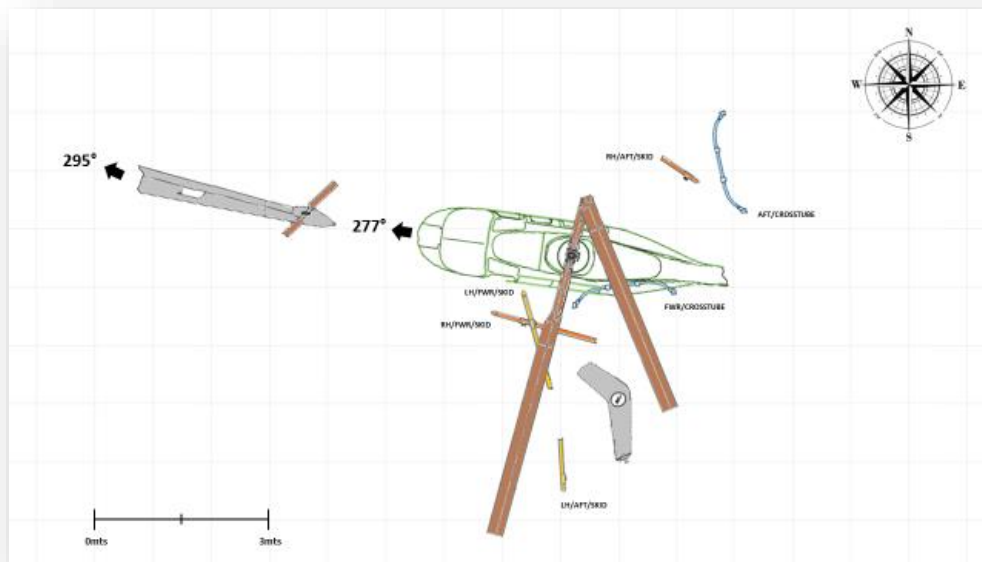 N
W
E
S
295°
RH/AFT/SKID
AFT/CROSSTUBE
277°
LH/FWR/SKID
FWR/CROSSTUBE
RH/FWR/SKID
LH/AFT/SKID
0mts
3mts